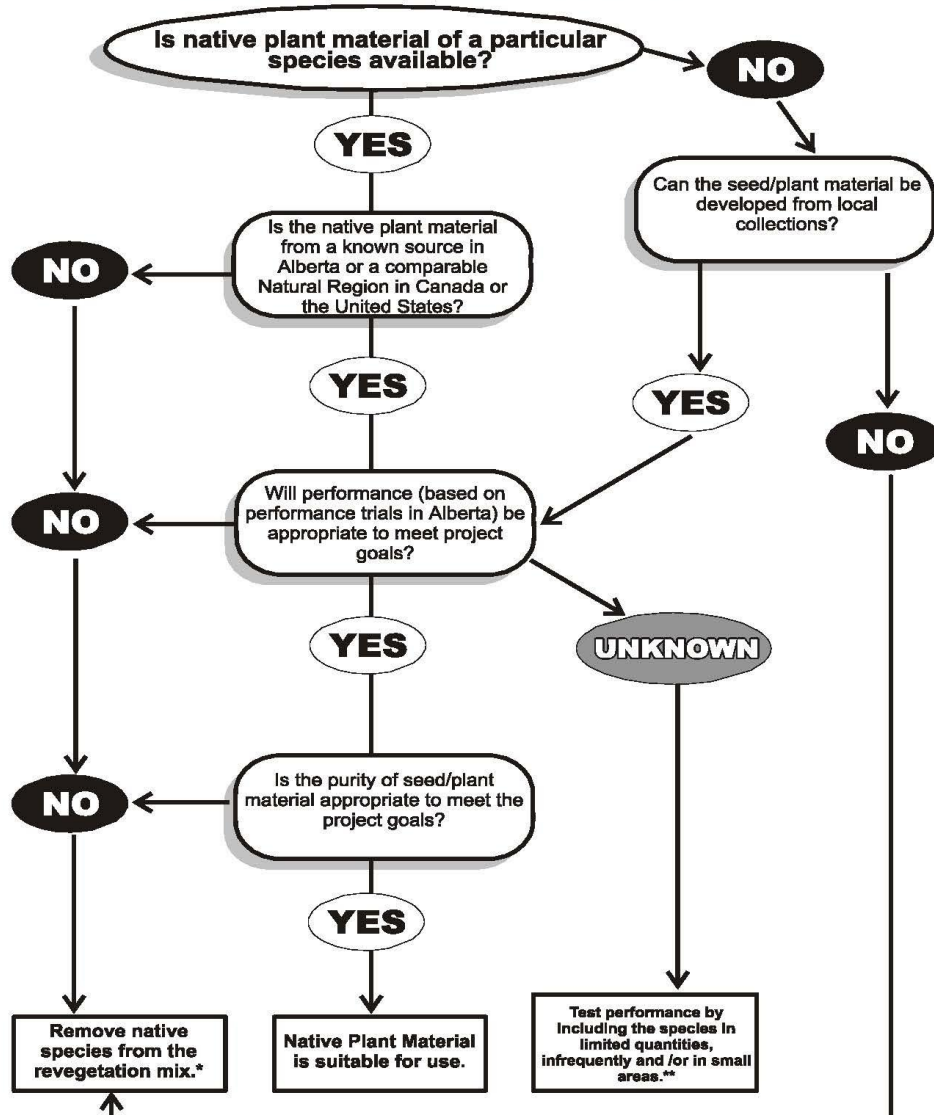 Is native plant material of a particular
species available?
NO
YES
Can the seed/plant material be
developed from local
collections?
Is the native plant material
from a known source in
Alberta or a comparable
Natural Region in Canada or
the United States?
NO
YES
YES
NO
Will performance (based on
performance trials in Alberta) be
appropriate to meet project
goals?
NO
YES
UNKNOWN
Is the purity of seed/plant
material appropriate to meet the
project goals?
NO
YES
Remove native
species from the
revegetation mix.*
Native Plant Material
is suitable for use.
Test performance by
including the species in
limited quantities,
infrequently and /or in small
areas.**